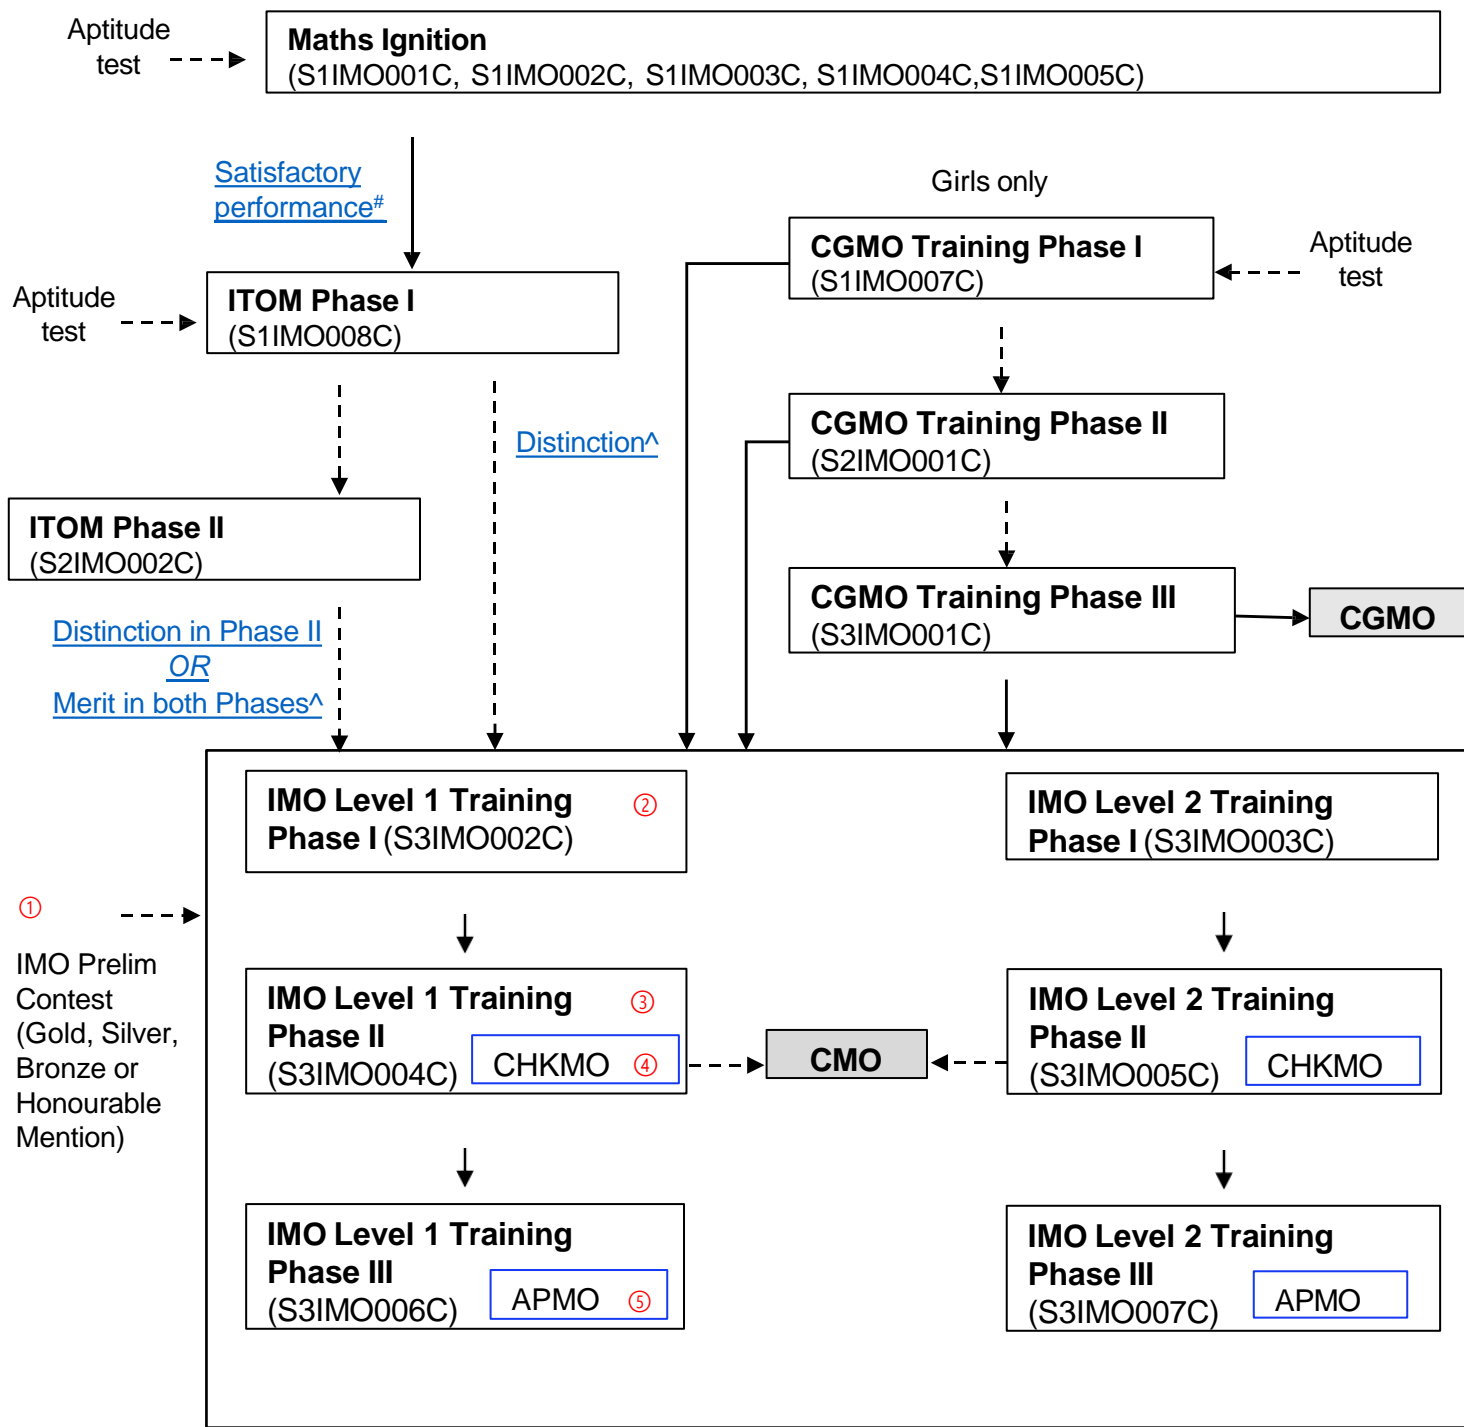 Aptitude
test
Maths Ignition
(S1IMO001C, S1IMO002C, S1IMO003C, S1IMO004C,S1IMO005C)
Satisfactory
performance#
Girls only
CGMO Training Phase I
(S1IMO007C)
Aptitude
test
Aptitude
test
ITOM Phase I
(S1IMO008C)
Distinction^
CGMO Training Phase II
(S2IMO001C)
ITOM Phase II
(S2IMO002C)
CGMO Training Phase III
(S3IMO001C)
CGMO
Distinction in Phase II
OR
Merit in both Phases^
IMO Level 1 Training ②
Phase I (S3IMO002C)
IMO Level 2 Training
Phase I (S3IMO003C)
①
IMO Prelim
Contest
(Gold, Silver,
Bronze or
Honourable
Mention)
IMO Level 1 Training ③
Phase II
(S3IMO004C)
CHKMO ④
CMO
IMO Level 2 Training
Phase II
(S3IMO005C)
CHKMO
IMO Level 1 Training
Phase III
(S3IMO006C)
APMO ⑤
IMO Level 2 Training
Phase III
(S3IMO007C)
APMO